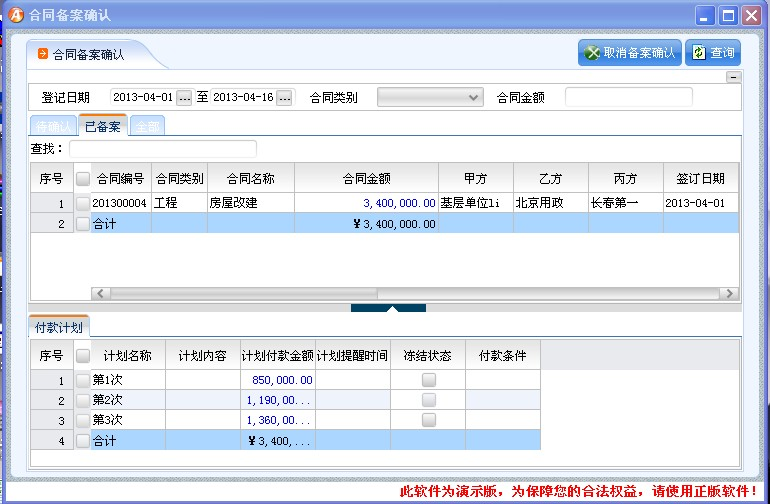 合同备案确认
合同备案确认 取消备案确认 查询
登记日期 2013-04-01 ... 至 2013-04-16 ... 合同类别 合同金额
待确认 已备案 全部
查找：
序号 合同编号 合同类别 合同名称 合同金额 甲方 乙方 丙方 签订日期
1 201300004 工程 房屋改建 3,400,000.00 基层单位li 北京用政 长春第一 2013-04-01
2 合计 ￥3,400,000.00
付款计划
序号 计划名称 计划内容 计划付款金额 计划提醒时间 冻结状态 付款条件
1 第1次 850,000.00
2 第2次 1,190,00...
3 第3次 1,360,00...
4 合计 ￥3,400,...
此软件为演示版，为保障您的合法权益，请使用正版软件！